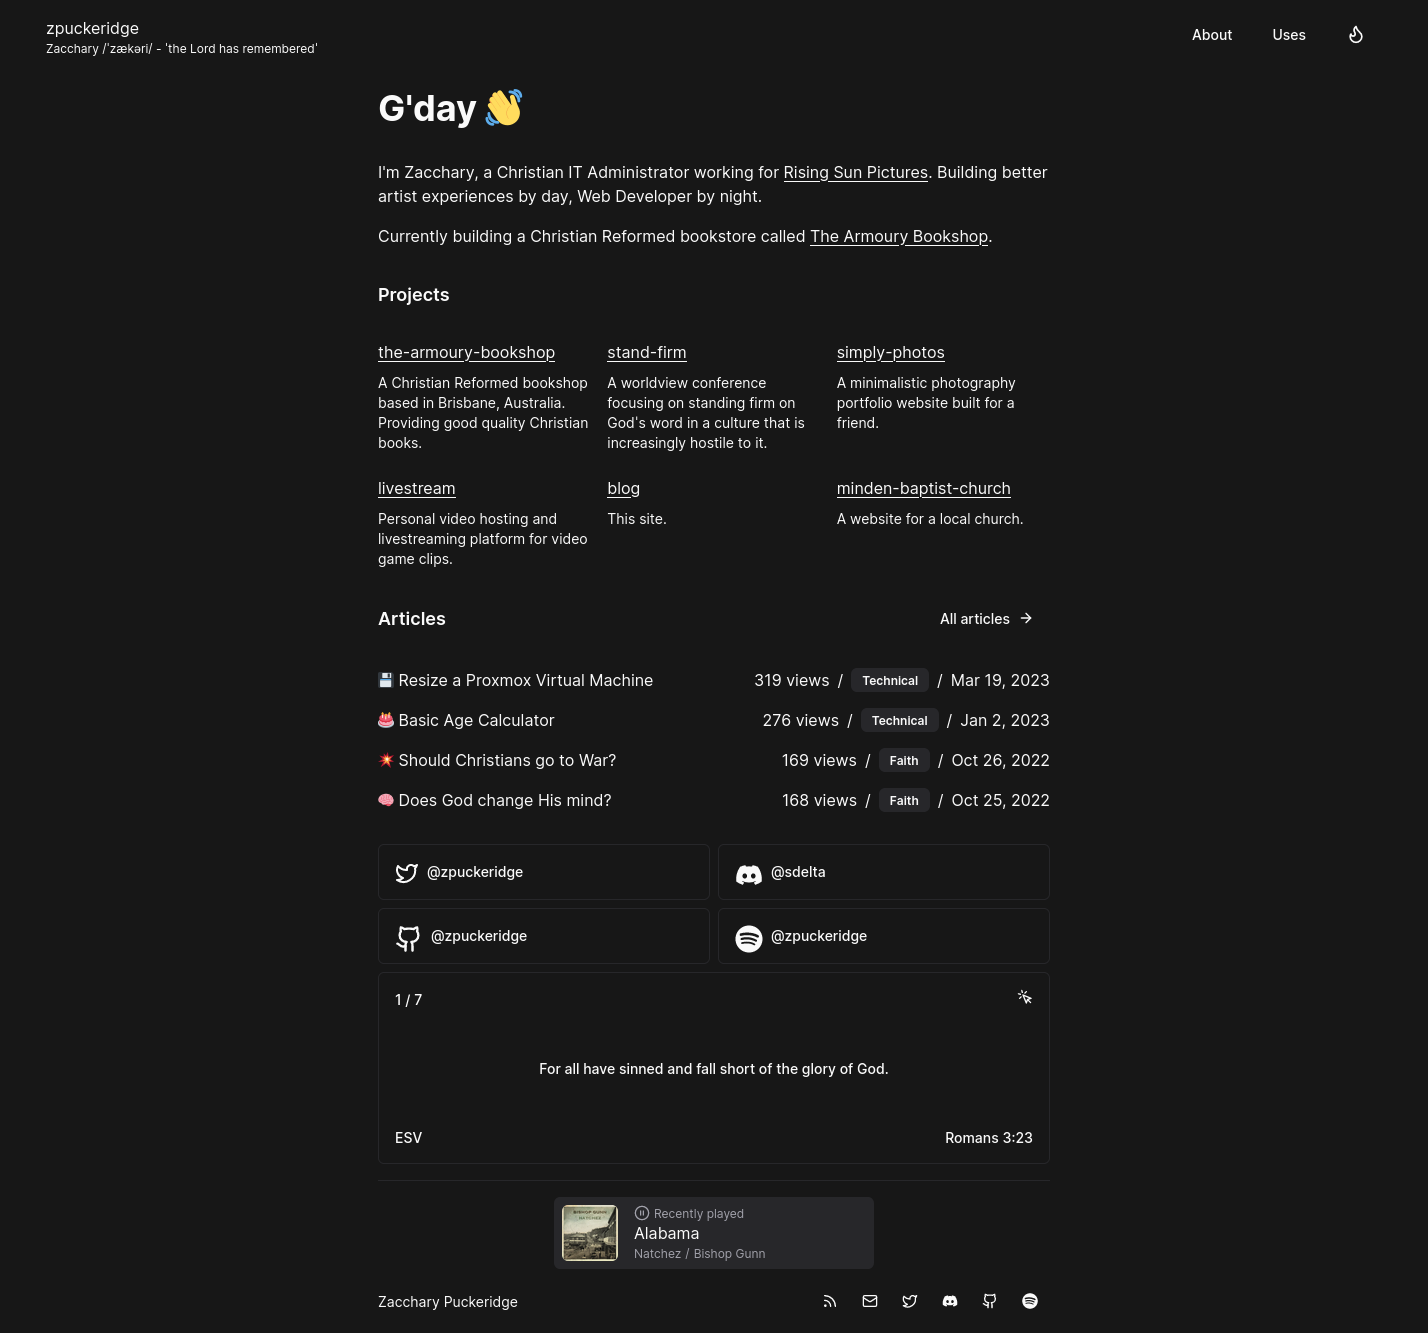 zpuckeridge
Zacchary /ˈzækəri/ - 'the Lord has remembered'
About Uses
G'day 👋
I'm Zacchary, a Christian IT Administrator working for Rising Sun Pictures. Building better
artist experiences by day, Web Developer by night.
Currently building a Christian Reformed bookstore called The Armoury Bookshop.
Projects
the-armoury-bookshop
A Christian Reformed bookshop
based in Brisbane, Australia.
Providing good quality Christian
books.
stand-firm
A worldview conference
focusing on standing firm on
God's word in a culture that is
increasingly hostile to it.
simply-photos
A minimalistic photography
portfolio website built for a
friend.
livestream
Personal video hosting and
livestreaming platform for video
game clips.
blog
This site.
minden-baptist-church
A website for a local church.
Articles
All articles →
💾 Resize a Proxmox Virtual Machine 319 views / Technical / Mar 19, 2023
🎂 Basic Age Calculator 276 views / Technical / Jan 2, 2023
💥 Should Christians go to War? 169 views / Faith / Oct 26, 2022
🧠 Does God change His mind? 168 views / Faith / Oct 25, 2022
@zpuckeridge
@sdelta
@zpuckeridge
@zpuckeridge
1 / 7
For all have sinned and fall short of the glory of God.
ESV
Romans 3:23
BISHOP GUNN
NATCHEZ
Recently played
Alabama
Natchez / Bishop Gunn
Zacchary Puckeridge